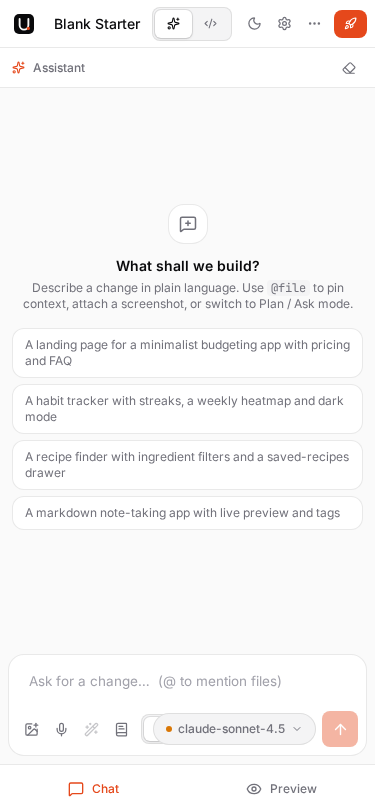 U
Blank Starter
Assistant
What shall we build?
Describe a change in plain language. Use @file to pin
context, attach a screenshot, or switch to Plan / Ask mode.
A landing page for a minimalist budgeting app with pricing
and FAQ
A habit tracker with streaks, a weekly heatmap and dark
mode
A recipe finder with ingredient filters and a saved-recipes
drawer
A markdown note-taking app with live preview and tags
Ask for a change... (@ to mention files)
claude-sonnet-4.5
Chat
Preview